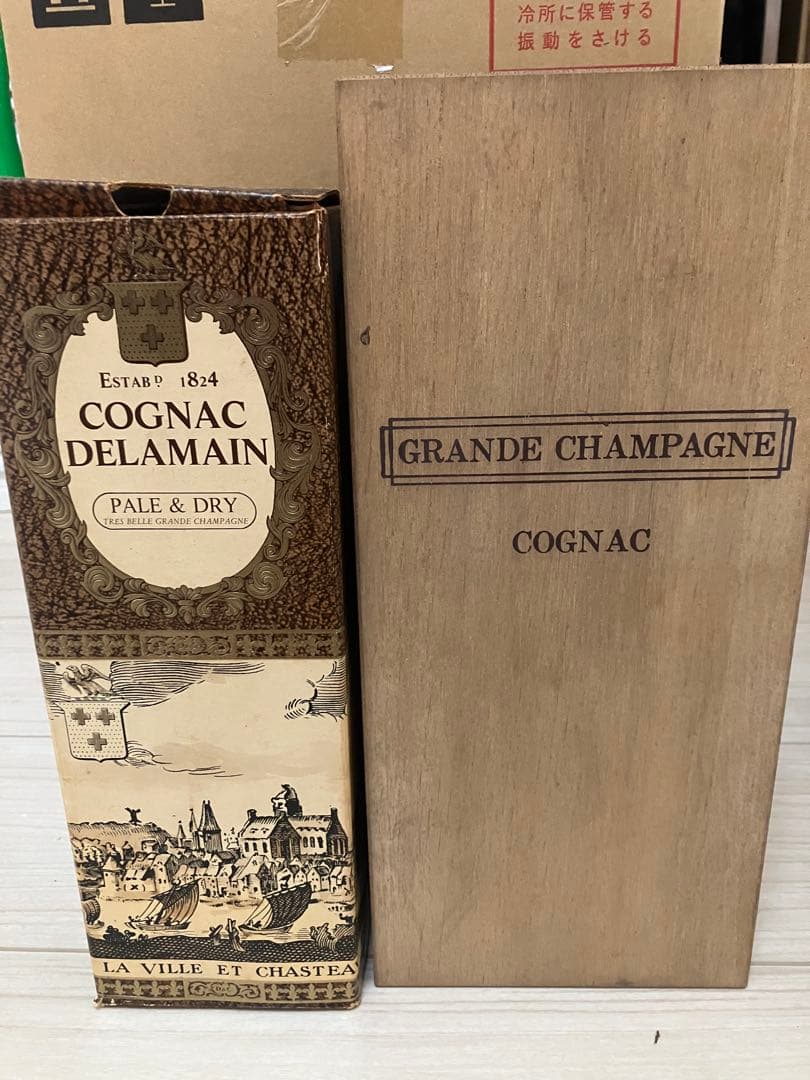 冷所に保管する
振動をさける
ESTABD. 1824
COGNAC
DELAMAIN
PALE & DRY
TRES BELLE GRANDE CHAMPAGNE
LA VILLE ET CHASTEA
GRANDE CHAMPAGNE
COGNAC